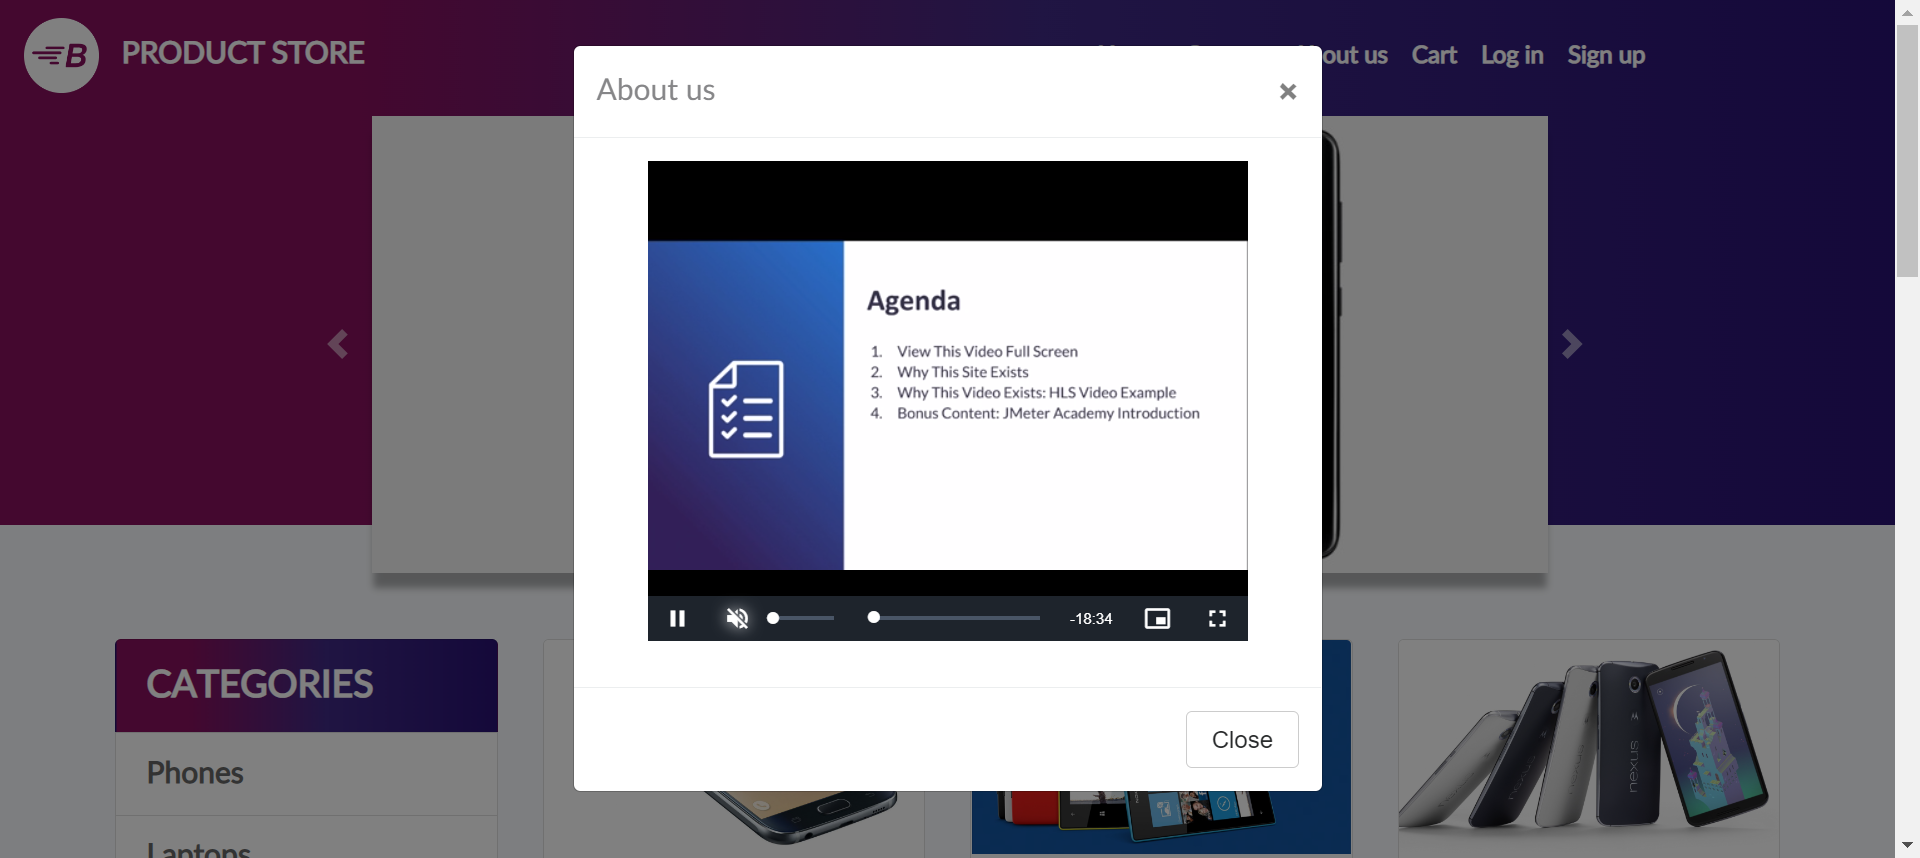 B PRODUCT STORE
out us Cart Log in Sign up
About us
×
Agenda
1. View This Video Full Screen
2. Why This Site Exists
3. Why This Video Exists: HLS Video Example
4. Bonus Content: JMeter Academy Introduction
-18:34
Close
CATEGORIES
Phones
Laptops
nexus